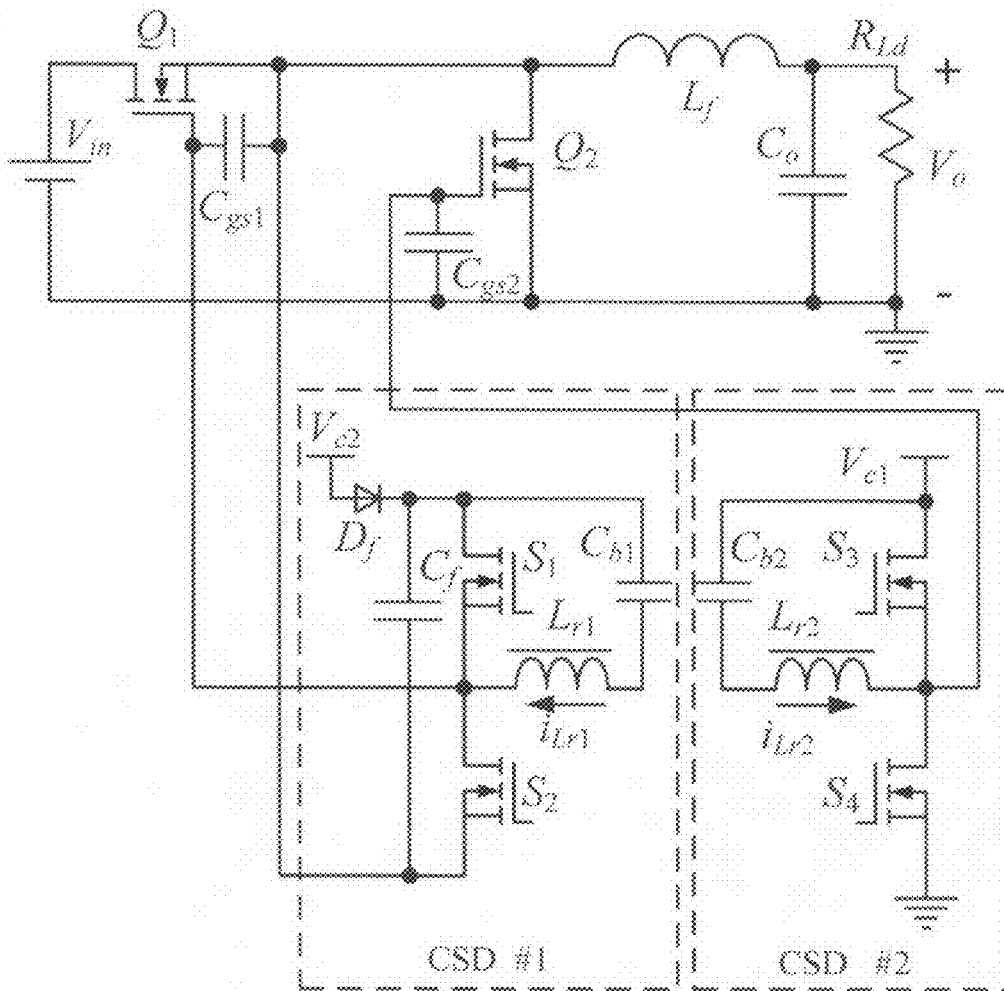 Q1
RLd
+
Lf
Vin
Q2
Co
Vo
Cgs1
Cgs2
-
Vc2
Vc1
Df
Cf
S1
Cb1
Cb2
S3
Lr1
Lr2
iLr1
iLr2
S2
S4
CSD #1
CSD #2